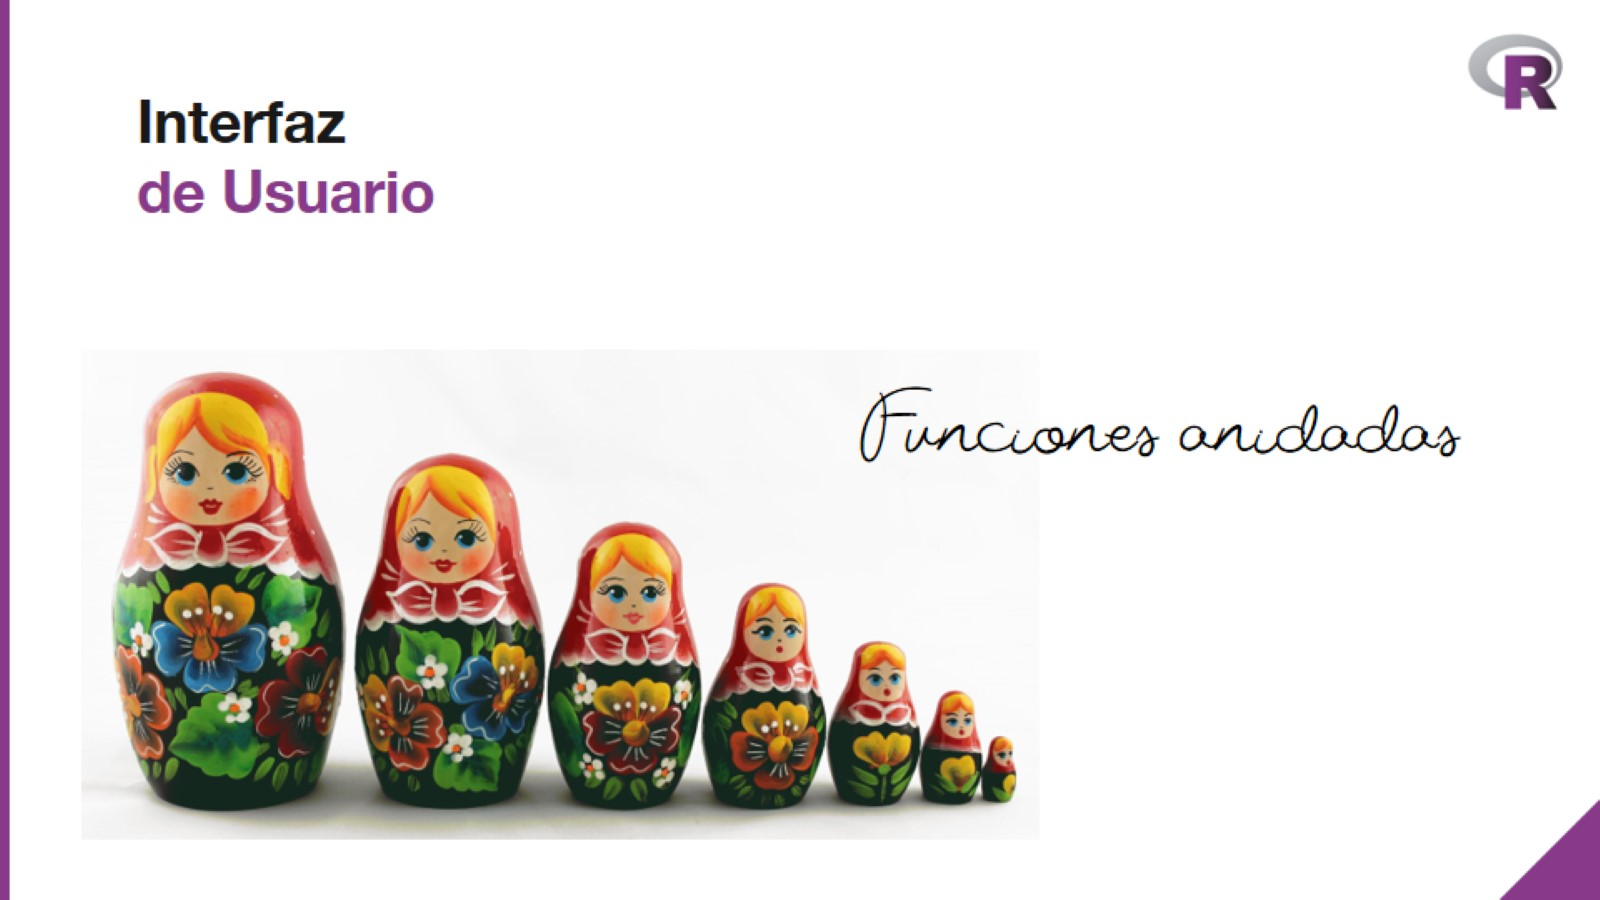 R
Interfaz
de Usuario
Funciones anidadas